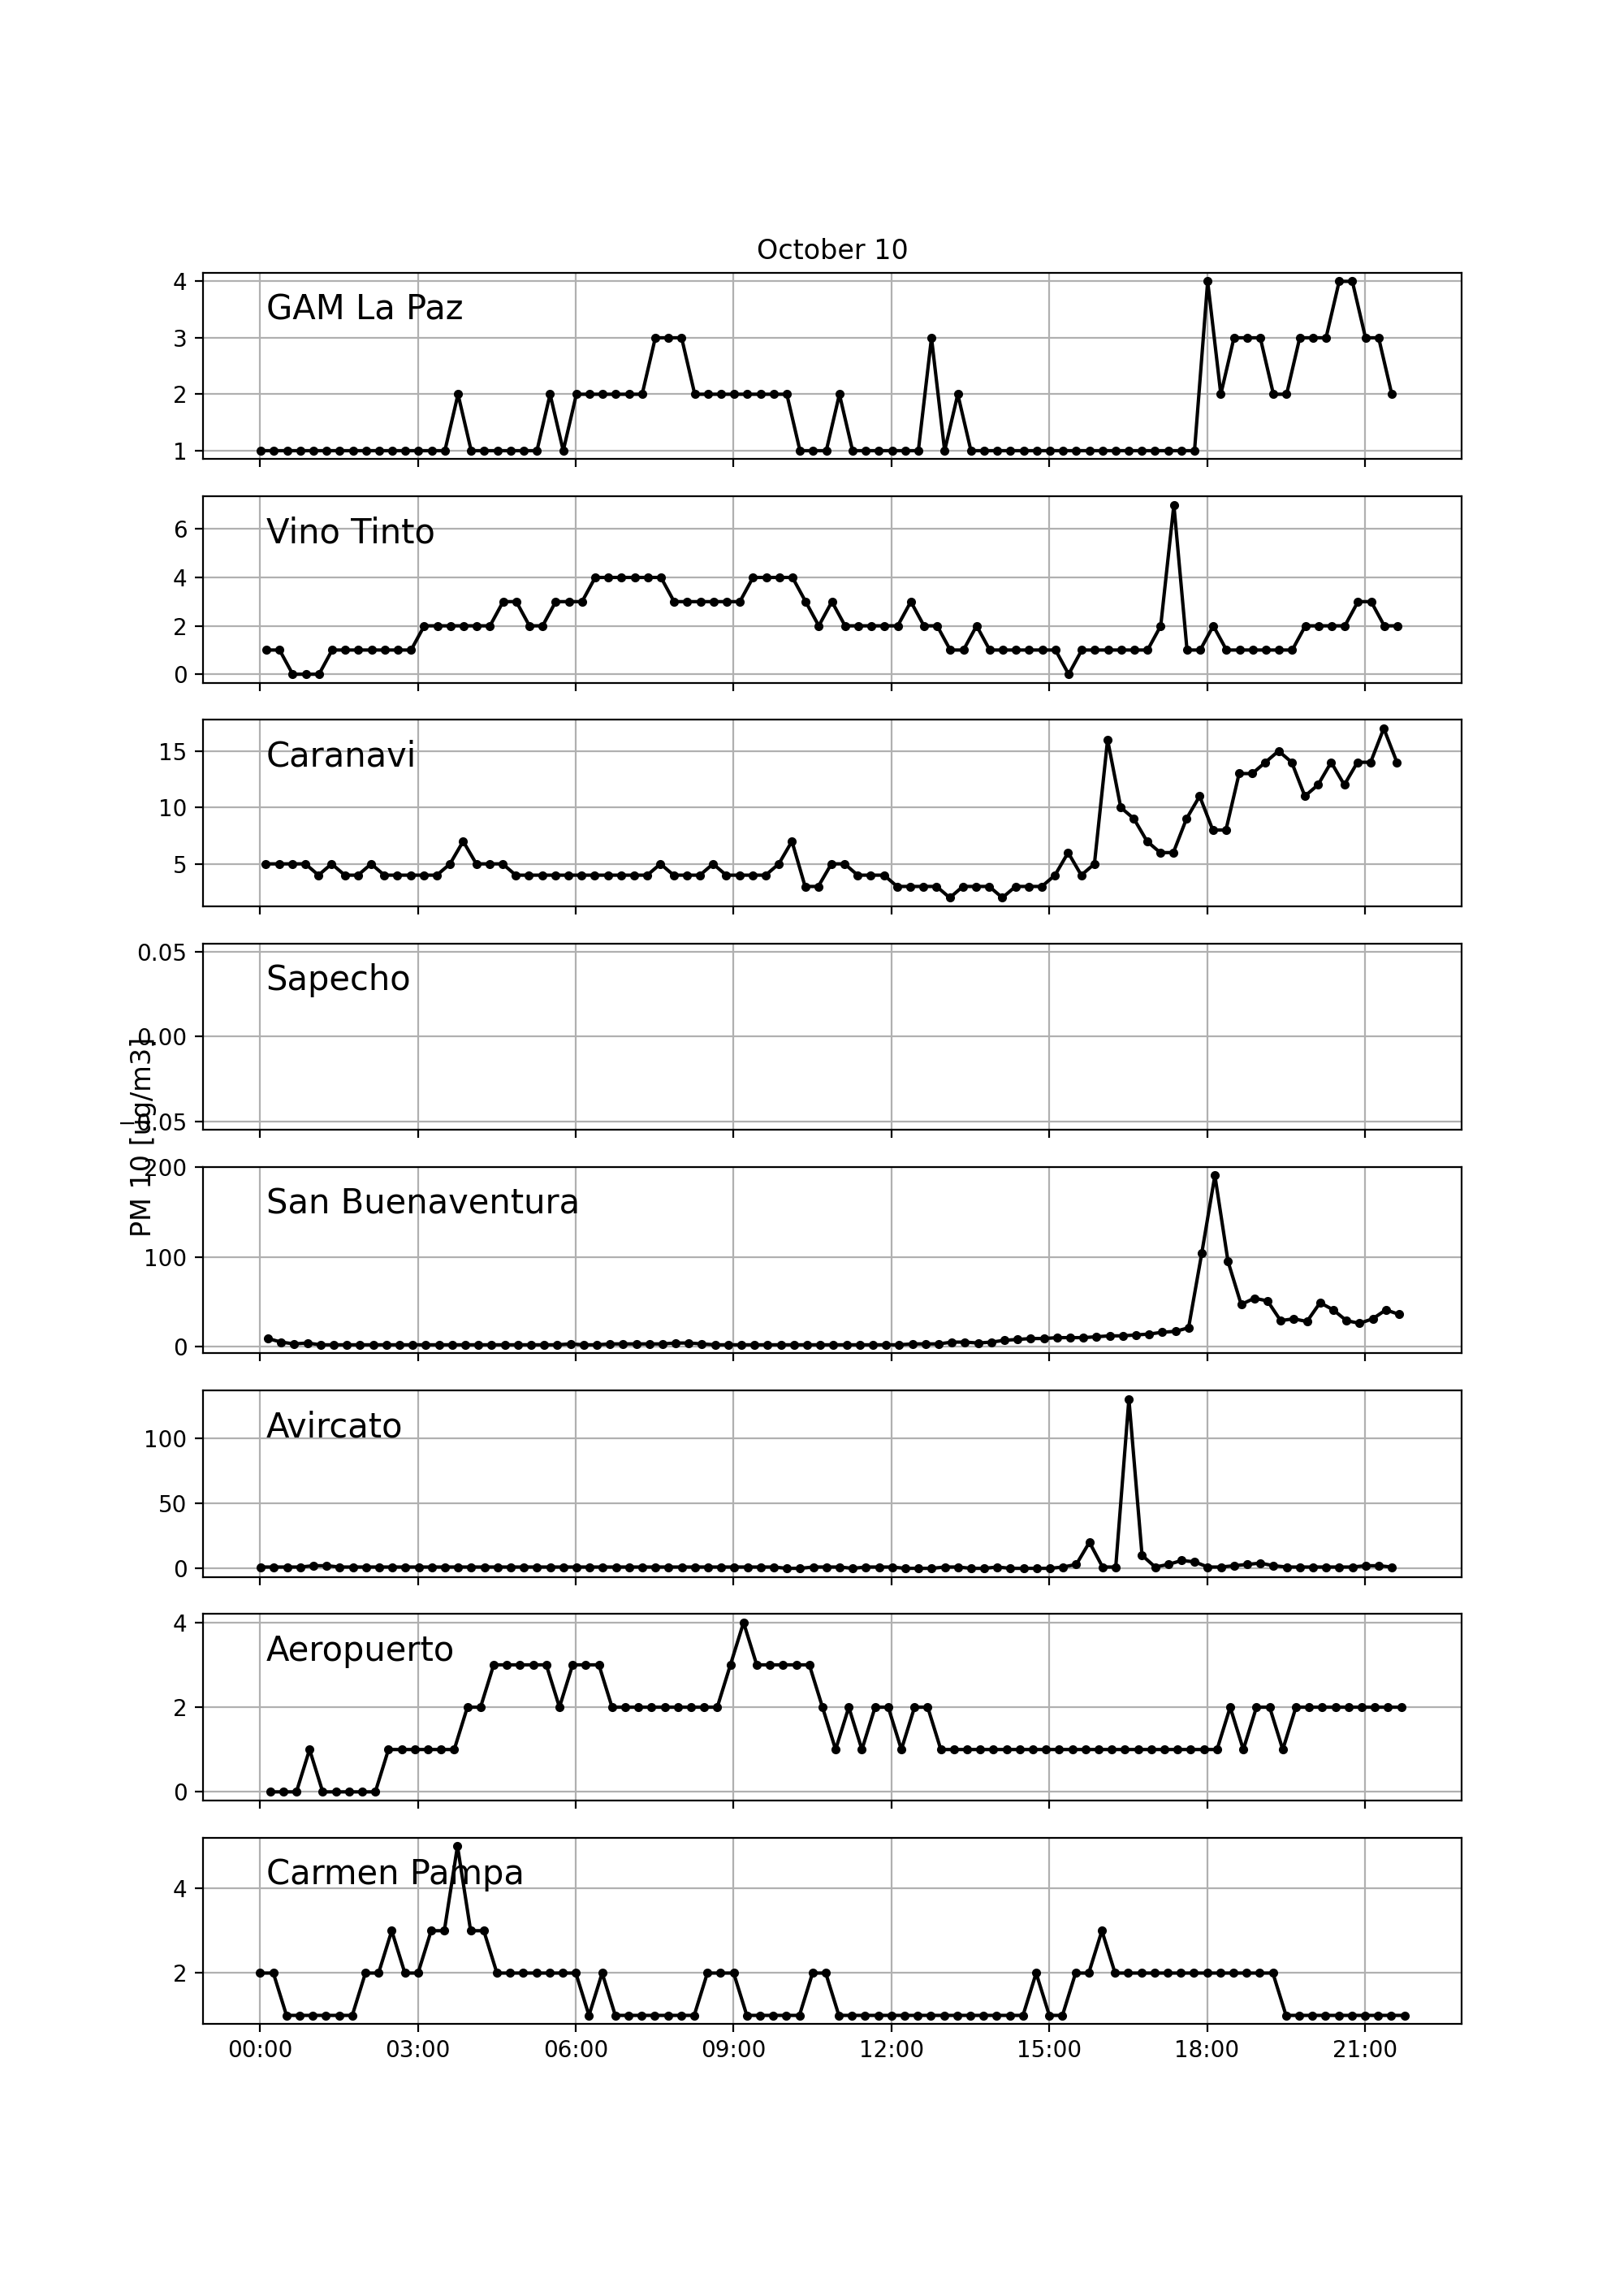 October 10
GAM La Paz
4
3
2
1
Vino Tinto
6
4
2
0
Caranavi
15
10
5
Sapecho
0.05
0.00
−0.05
PM 10 [ug/m3]
San Buenaventura
200
100
0
Avircato
100
50
0
Aeropuerto
4
2
0
Carmen Pampa
4
2
00:00 03:00 06:00 09:00 12:00 15:00 18:00 21:00